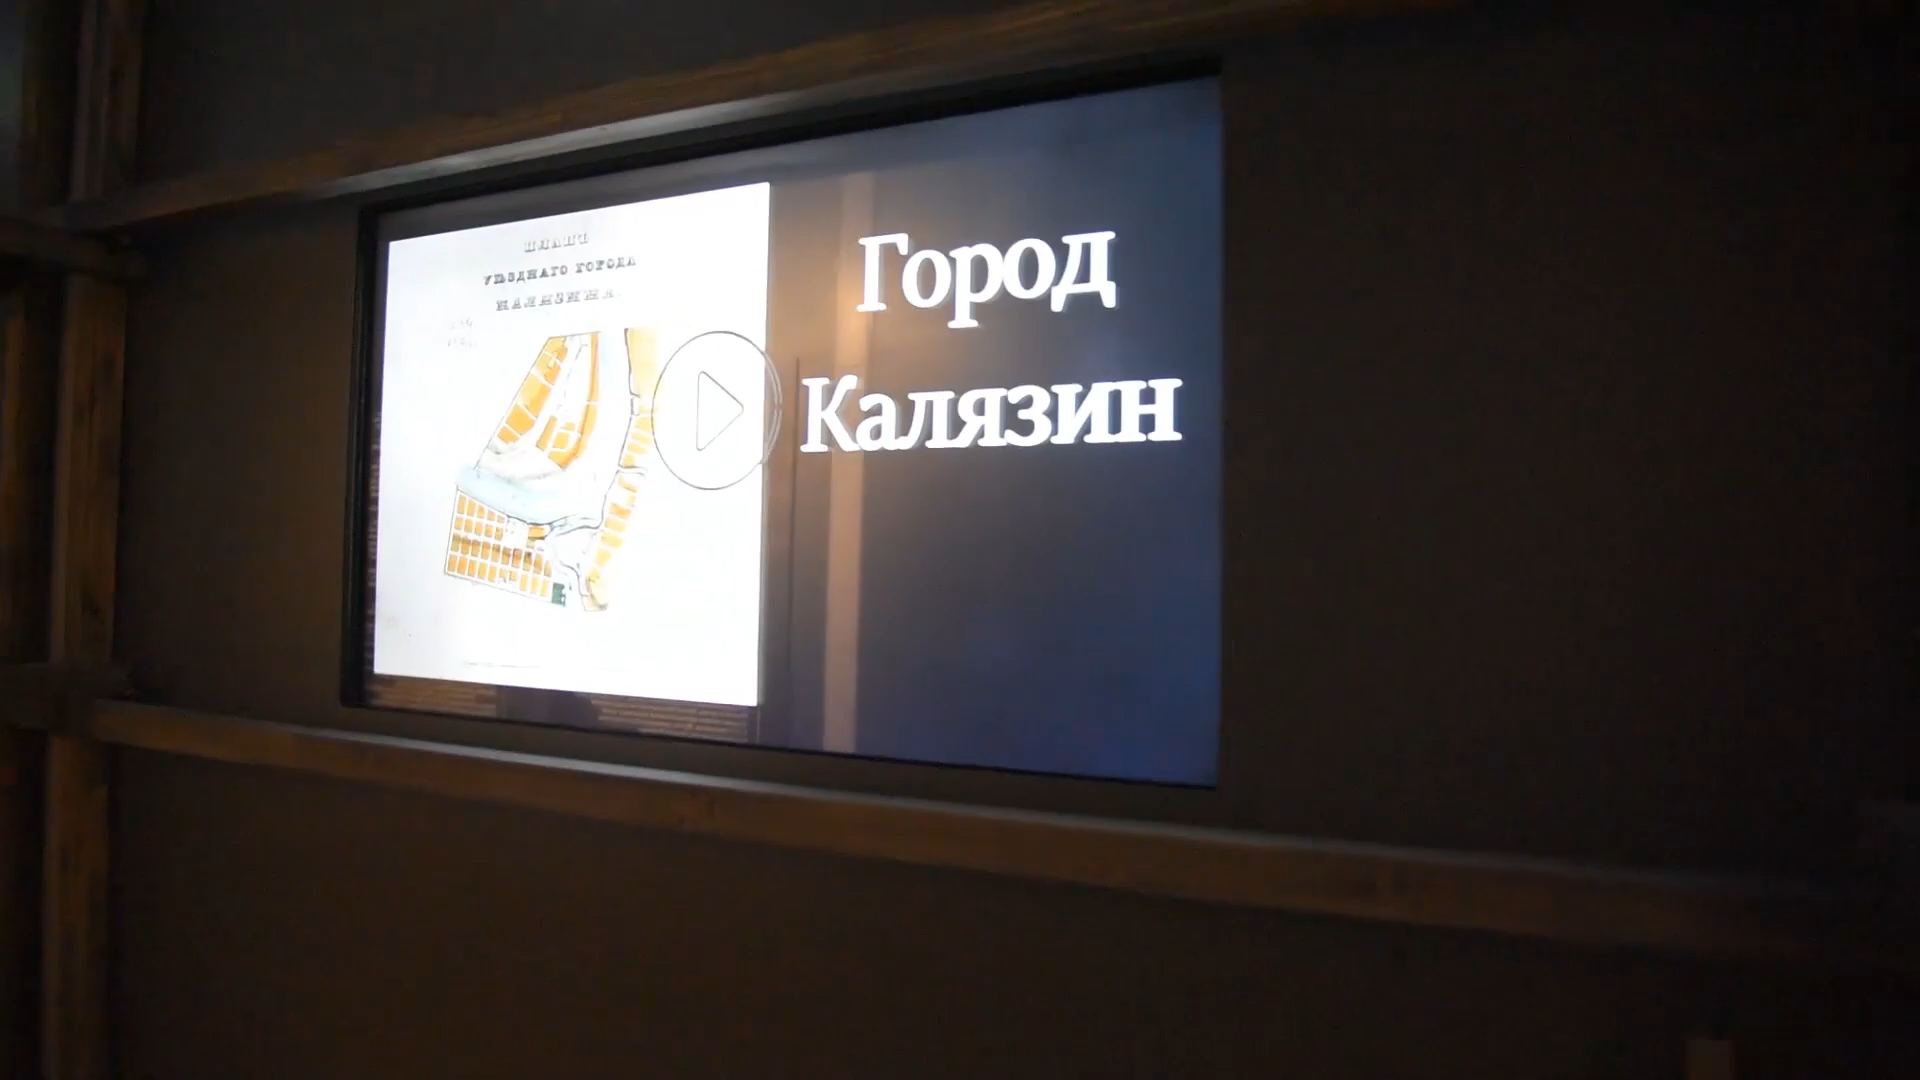 ПЛАНЪ
УѢЗДНАГО ГОРОДА
КАЛЯЗИНА.
Город
Калязин